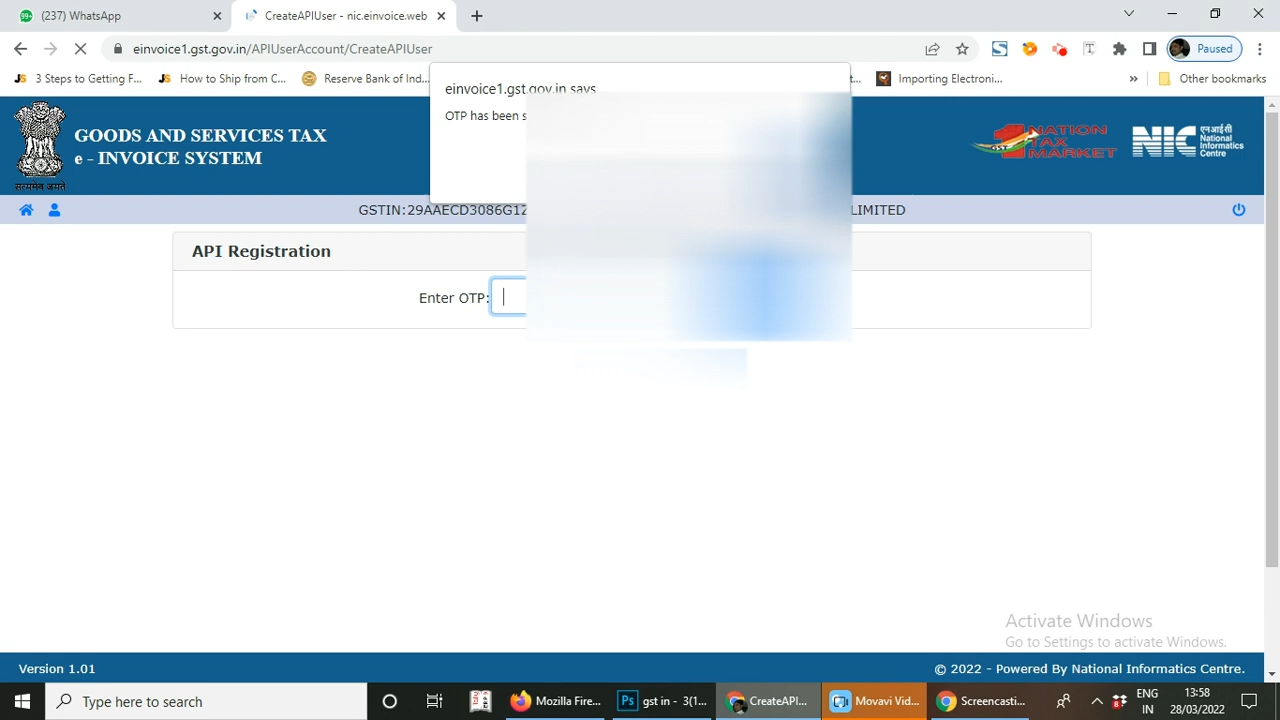 (237) WhatsApp
CreateAPIUser - nic.einvoice.web
einvoice1.gst.gov.in/APIUserAccount/CreateAPIUser
Paused
3 Steps to Getting F...
How to Ship from C...
Reserve Bank of Ind...
Importing Electroni...
»
Other bookmarks
einvoice1.gst.gov.in says
OTP has been
GOODS AND SERVICES TAX
e - INVOICE SYSTEM
सत्यमेव जयते
GST
1 NATION
TAX
MARKET
NIC एनआईसी
National
Informatics
Centre
GSTIN:29AAECD3086G1Z
LIMITED
API Registration
Enter OTP:
Activate Windows
Go to Settings to activate Windows.
Version 1.01
© 2022 - Powered By National Informatics Centre.
Type here to search
Mozilla Fire...
Ps gst in - 3(1...
CreateAPI...
Movavi Vid...
Screencasti...
ENG
IN
13:58
28/03/2022